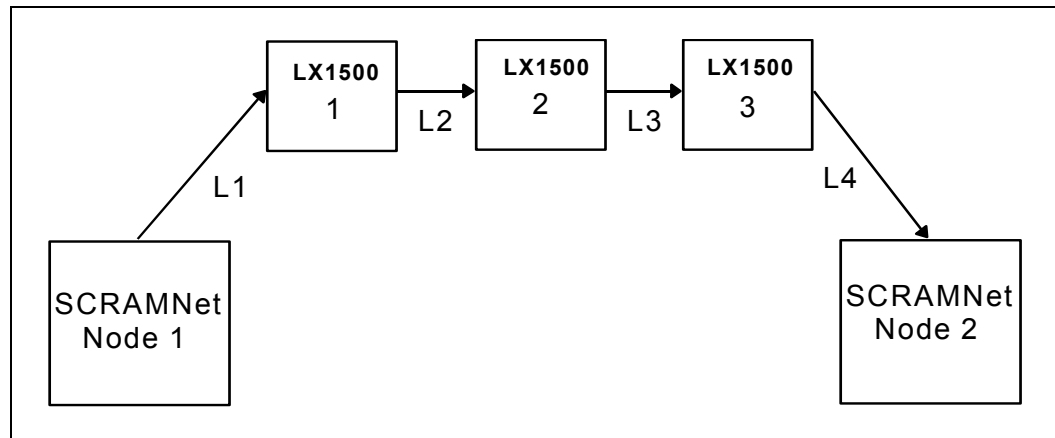 LX1500
1
LX1500
2
LX1500
3
L1
L2
L3
L4
SCRAMNet
Node 1
SCRAMNet
Node 2